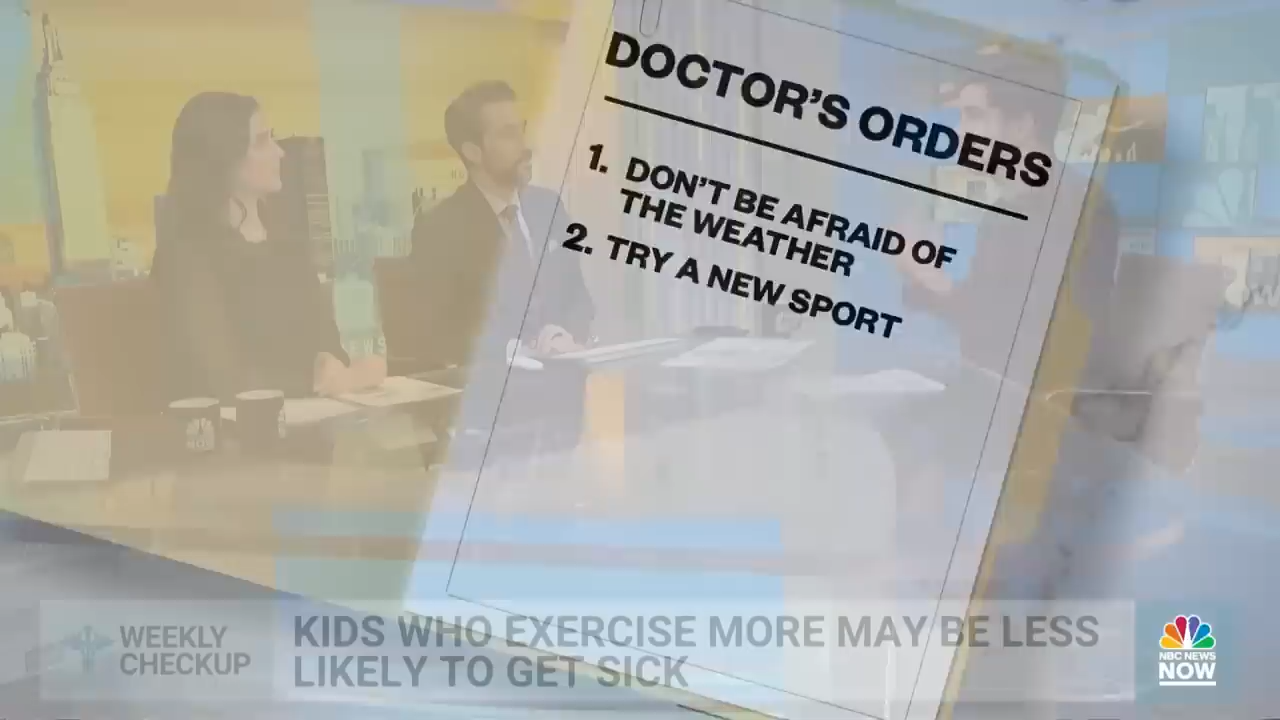 DOCTOR'S ORDERS
1. DON'T BE AFRAID OF
THE WEATHER
2. TRY A NEW SPORT
WEEKLY
CHECKUP
KIDS WHO EXERCISE MORE MAY BE LESS
LIKELY TO GET SICK
NBC NEWS
NOW